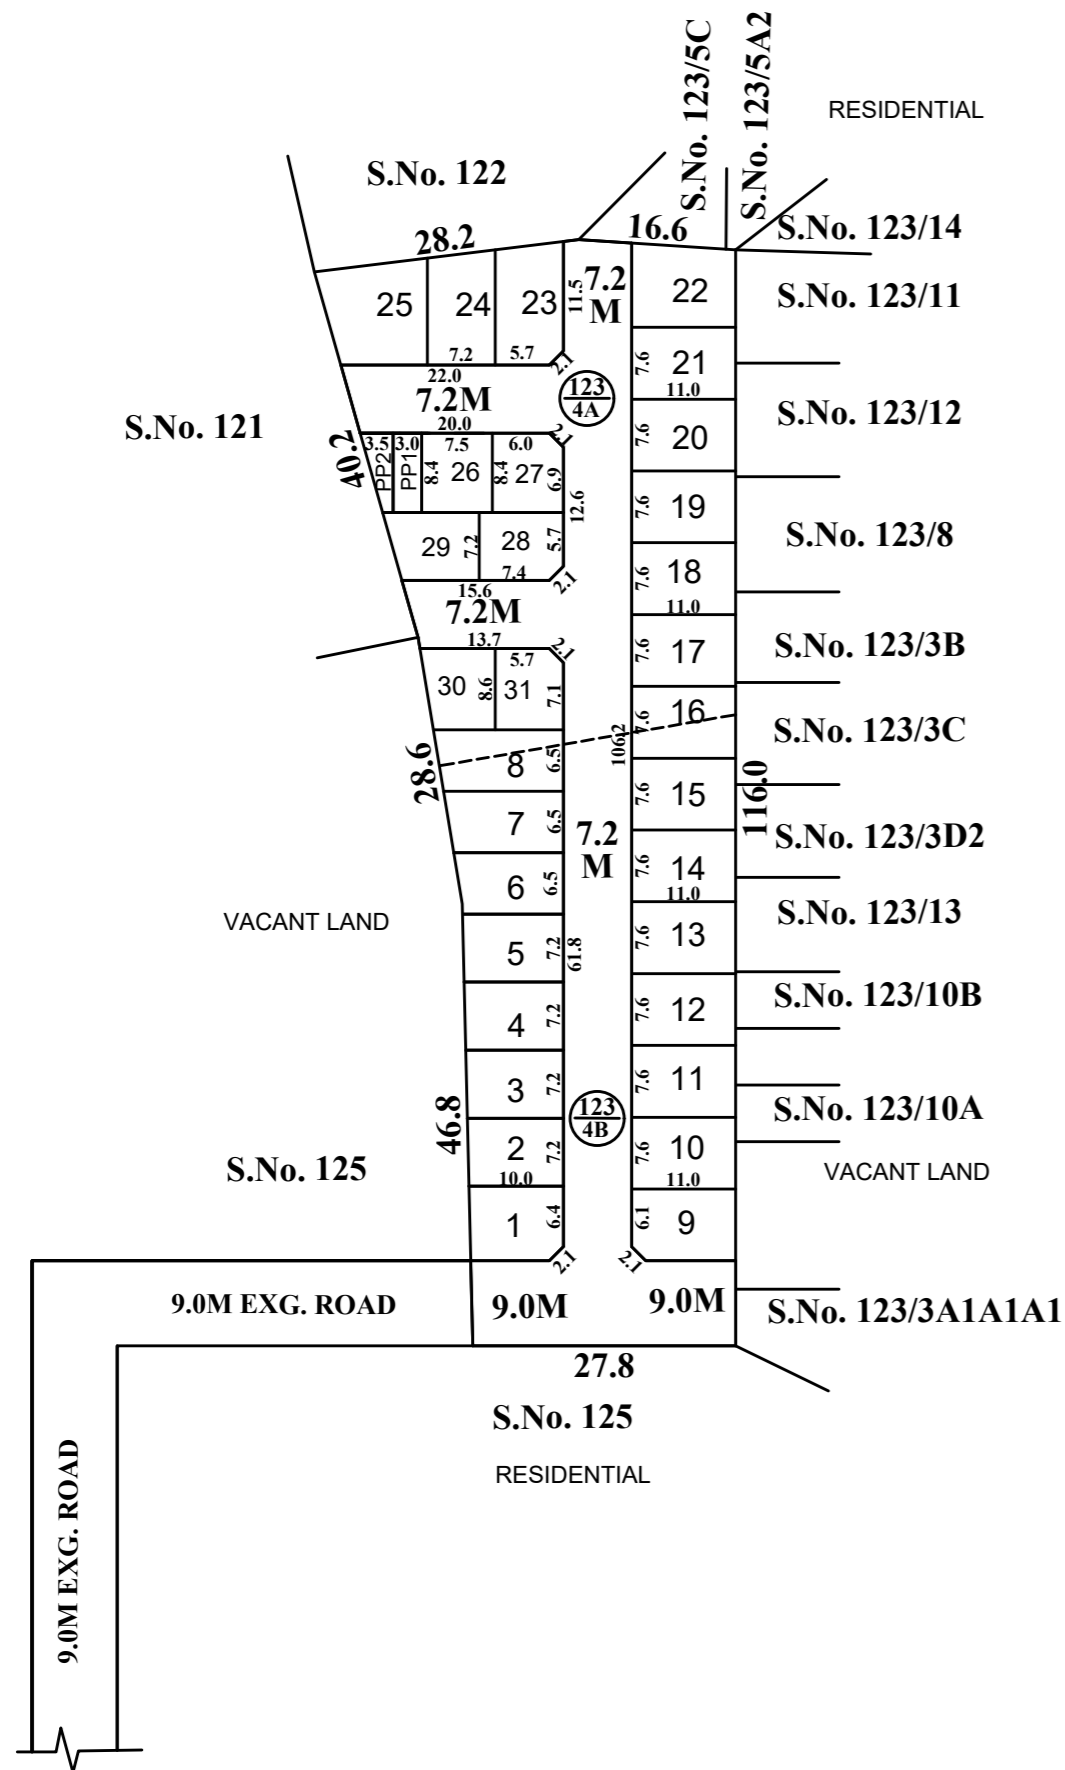 S.No. 123/5C
S.No. 123/5A2
RESIDENTIAL
S.No. 122
28.2
16.6
S.No. 123/14
25
24
23
11.5
7.2
M
22
S.No. 123/11
7.2
5.7
2.1
22.0
7.2M
20.0
123
4A
7.6
21
11.0
S.No. 121
40.2
S.No. 123/12
3.5
3.0
7.5
6.0
2.1
PP2
PP1
8.4
26
8.4
27
6.9
7.6
20
12.6
7.6
19
S.No. 123/8
29
7.2
28
5.7
7.4
15.6
2.1
7.6
18
11.0
7.2M
13.7
2.1
5.7
7.6
17
S.No. 123/3B
30
8.6
31
7.1
7.6
16
106.2
S.No. 123/3C
28.6
8
6.5
7.6
15
116.0
7
6.5
7.2
M
S.No. 123/3D2
6
6.5
7.6
14
11.0
VACANT LAND
S.No. 123/13
5
7.2
61.8
7.6
13
4
7.2
7.6
12
S.No. 123/10B
3
7.2
7.6
11
46.8
123
4B
S.No. 123/10A
2
7.2
10.0
7.6
10
11.0
S.No. 125
VACANT LAND
1
6.4
6.1
9
2.1
2.1
9.0M EXG. ROAD
9.0M
9.0M
S.No. 123/3A1A1A1
27.8
S.No. 125
RESIDENTIAL
9.0M EXG. ROAD